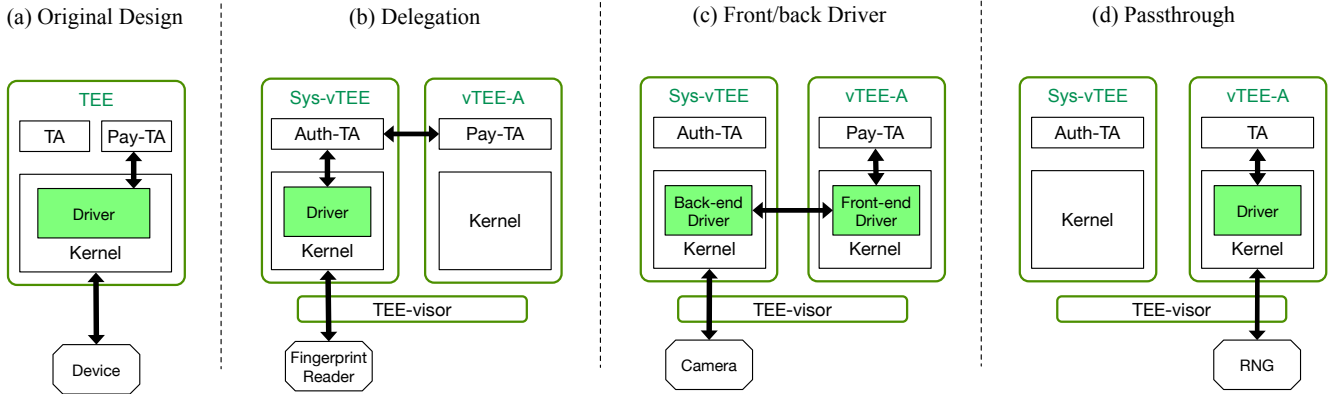 (a) Original Design
TEE
TA
Pay-TA
Driver
Kernel
Device
(b) Delegation
Sys-vTEE
vTEE-A
Auth-TA
Pay-TA
Driver
Kernel
Kernel
TEE-visor
Fingerprint
Reader
(c) Front/back Driver
Sys-vTEE
vTEE-A
Auth-TA
Pay-TA
Back-end
Driver
Front-end
Driver
Kernel
Kernel
TEE-visor
Camera
(d) Passthrough
Sys-vTEE
vTEE-A
Auth-TA
TA
Kernel
Driver
Kernel
TEE-visor
RNG